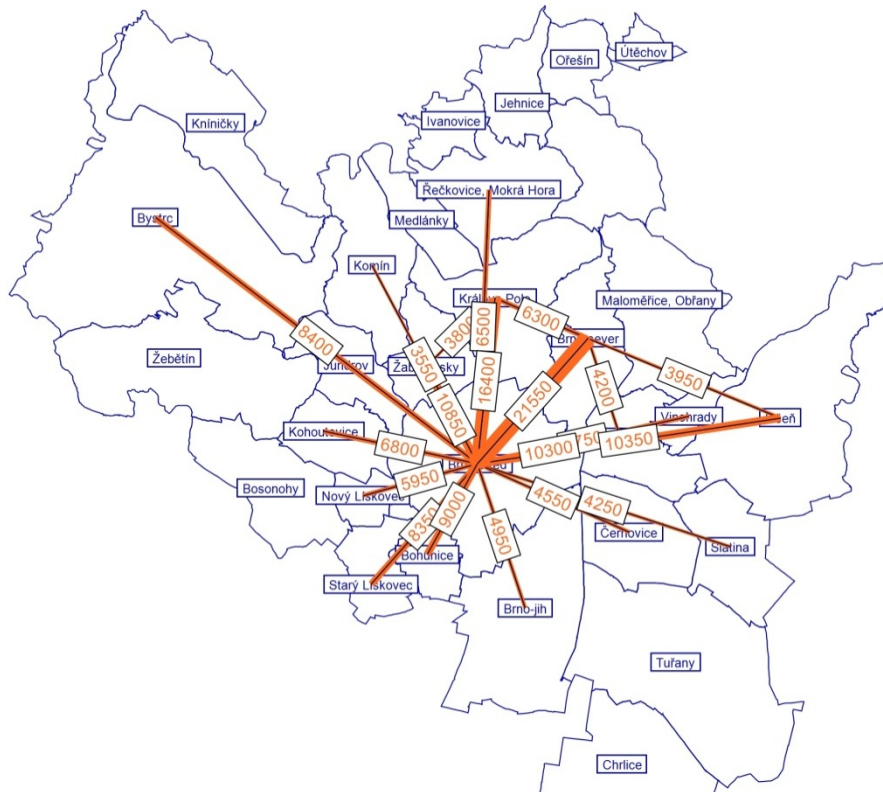 Ořešín
Útěchov
Jehnice
Ivanovice
Kníničky
Řečkovice, Mokrá Hora
Bystrc
Medlánky
Komín
Maloměřice, Obřany
6300
3800
6500
8400
Žebětín
3550
16400
21550
4200
3950
10850
Vinohrady
Kohoutovice
6800
10300
10350
Bosonohy
Nový Lískovec
5950
8350
9000
4550
4250
4950
Černovice
Slatina
Bohunice
Starý Lískovec
Brno-jih
Tuřany
Chrlice